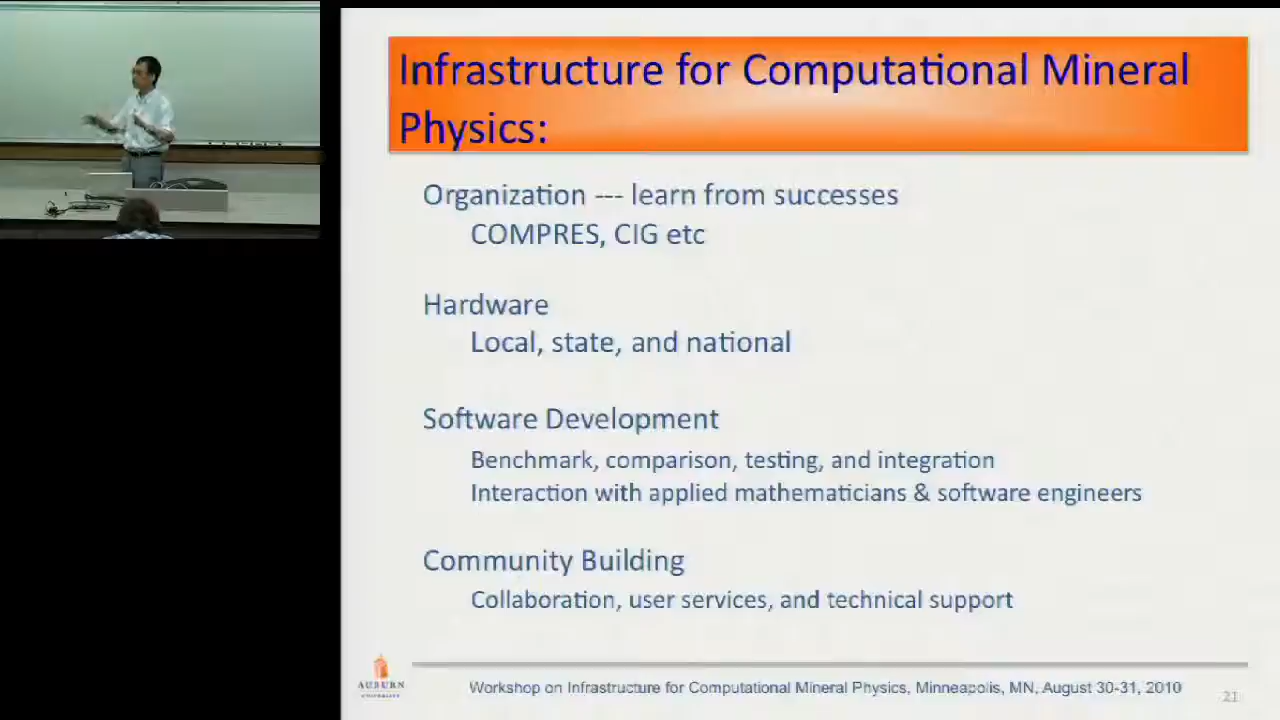 Infrastructure for Computational Mineral
Physics:
Organization --- learn from successes
COMPRES, CIG etc
Hardware
Local, state, and national
Software Development
Benchmark, comparison, testing, and integration
Interaction with applied mathematicians & software engineers
Community Building
Collaboration, user services, and technical support
AUBURN
UNIVERSITY
Workshop on Infrastructure for Computational Mineral Physics, Minneapolis, MN, August 30-31, 2010
21